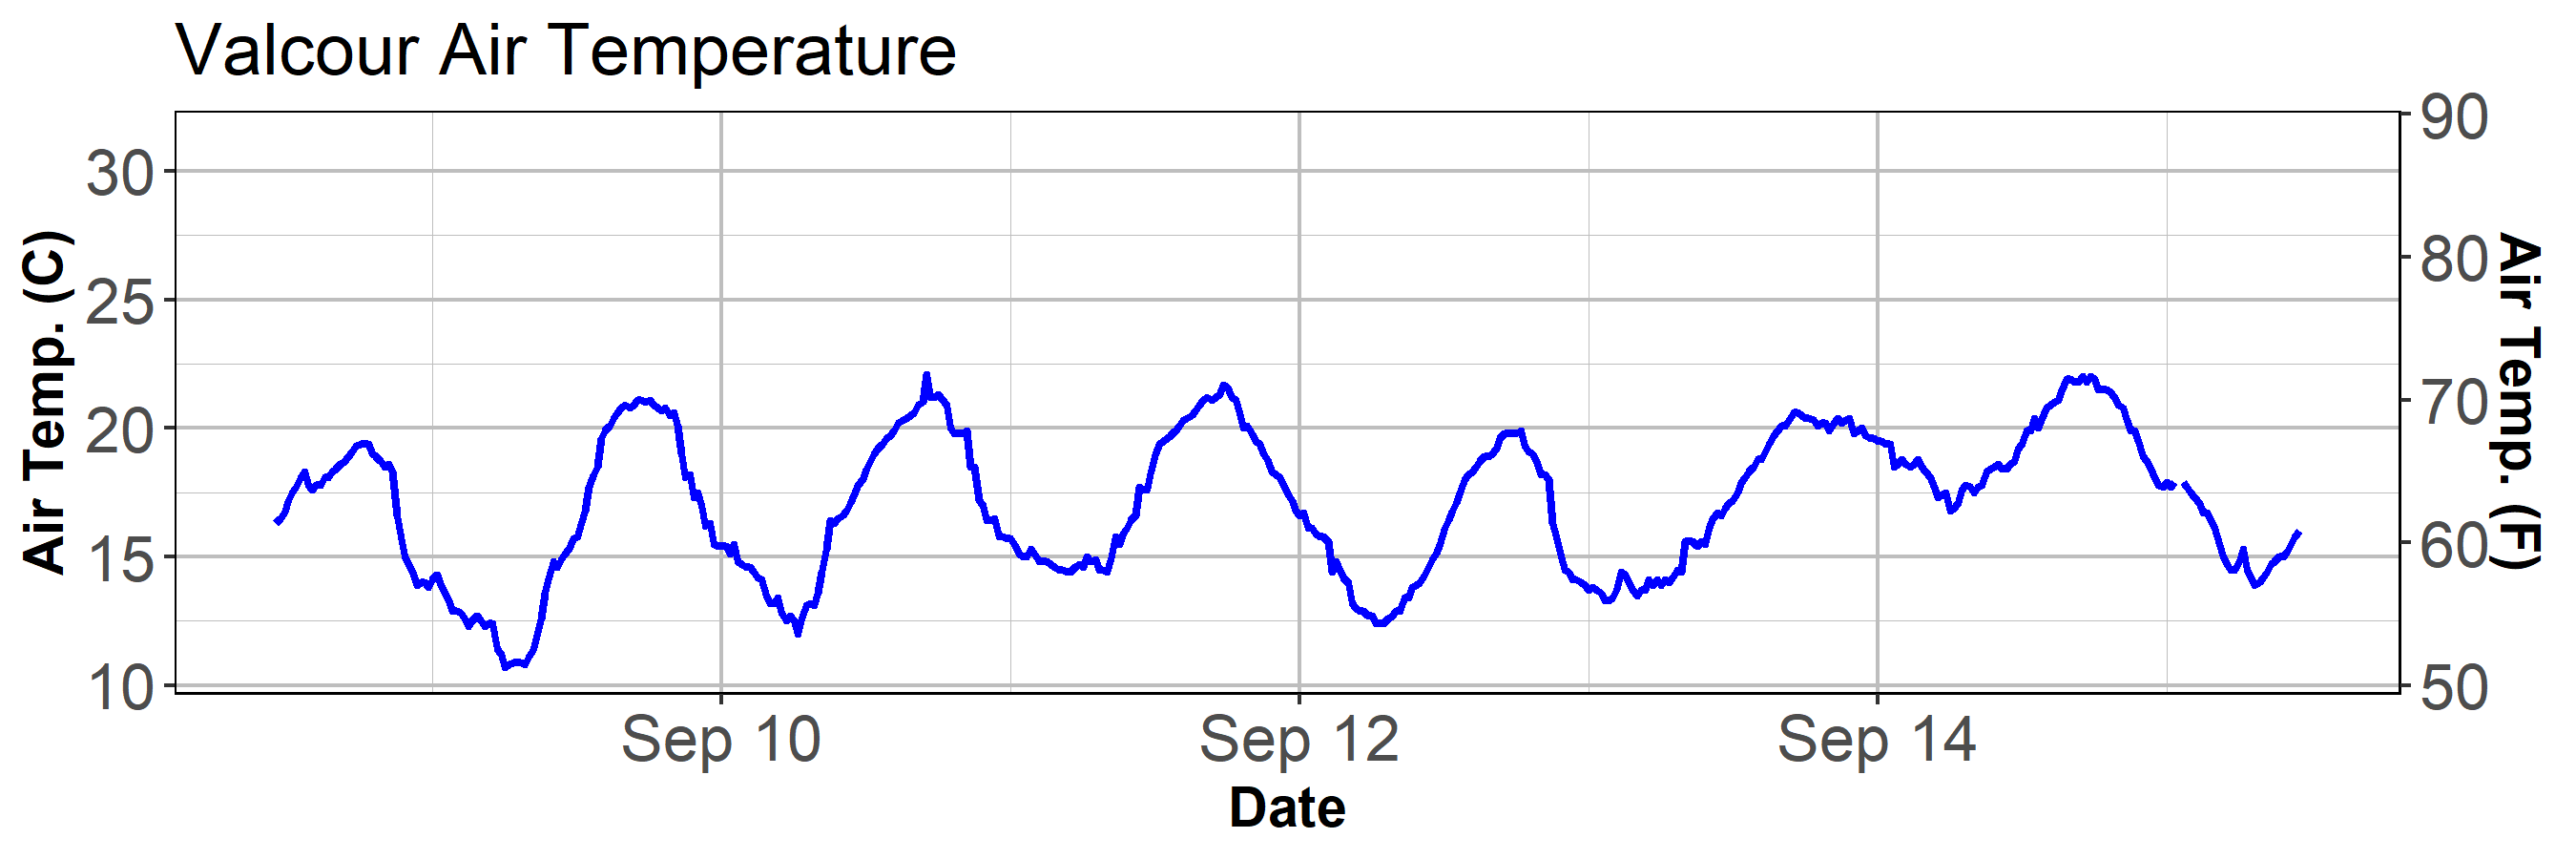 Valcour Air Temperature
Air Temp. (C)
30
25
20
15
10
90
80
70
60
50
Air Temp. (F)
Sep 10
Sep 12
Sep 14
Date